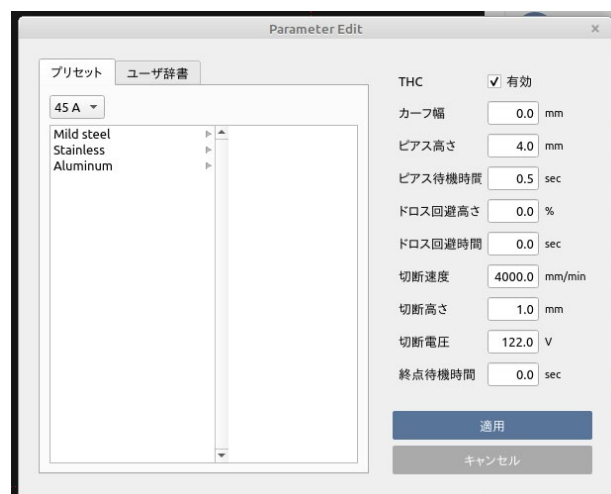 Parameter Edit ×
プリセット ユーザ辞書
45 A
Mild steel
Stainless
Aluminum
THC 有効
カーフ幅 0.0 mm
ピアス高さ 4.0 mm
ピアス待機時間 0.5 sec
ドロス回避高さ 0.0 %
ドロス回避時間 0.0 sec
切断速度 4000.0 mm/min
切断高さ 1.0 mm
切断電圧 122.0 V
終点待機時間 0.0 sec
適用
キャンセル